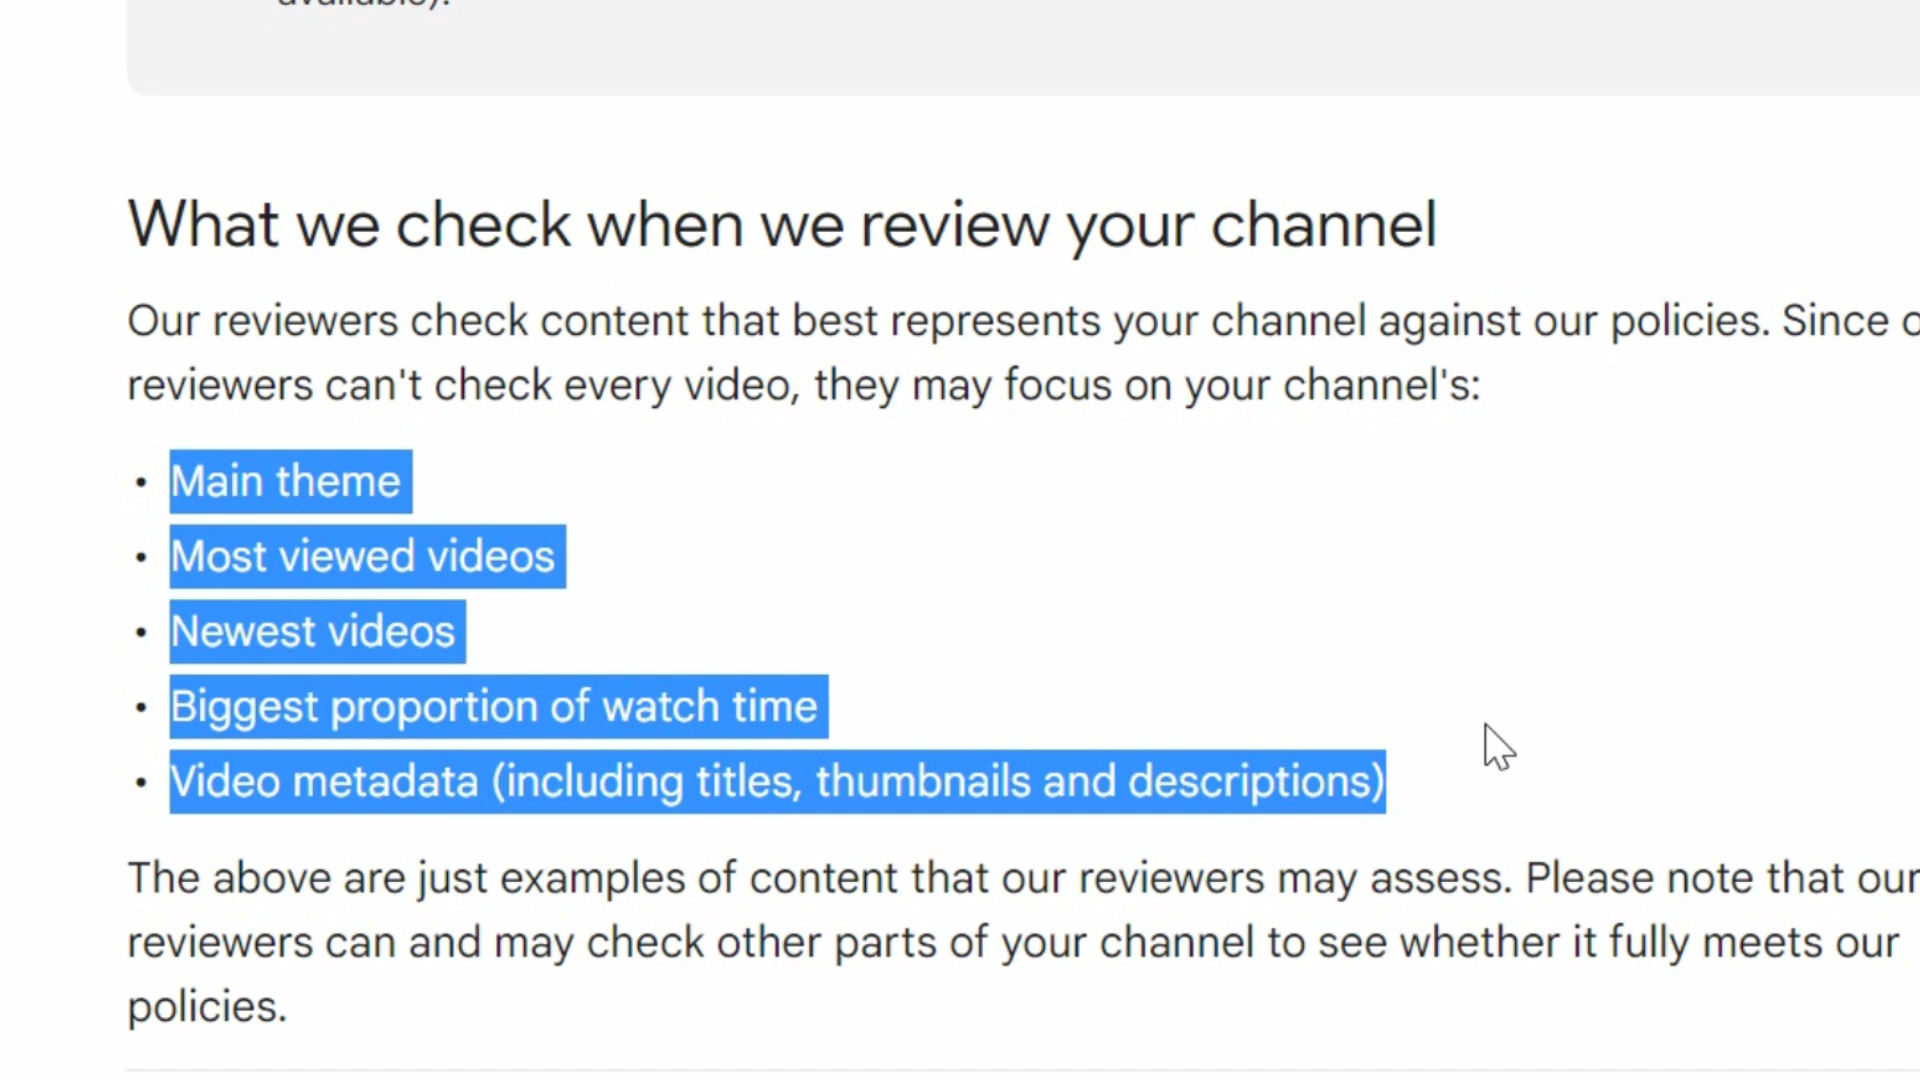 What we check when we review your channel
Our reviewers check content that best represents your channel against our policies. Since
reviewers can't check every video, they may focus on your channel's:
• Main theme
• Most viewed videos
• Newest videos
• Biggest proportion of watch time
• Video metadata (including titles, thumbnails and descriptions)
The above are just examples of content that our reviewers may assess. Please note that our
reviewers can and may check other parts of your channel to see whether it fully meets our
policies.